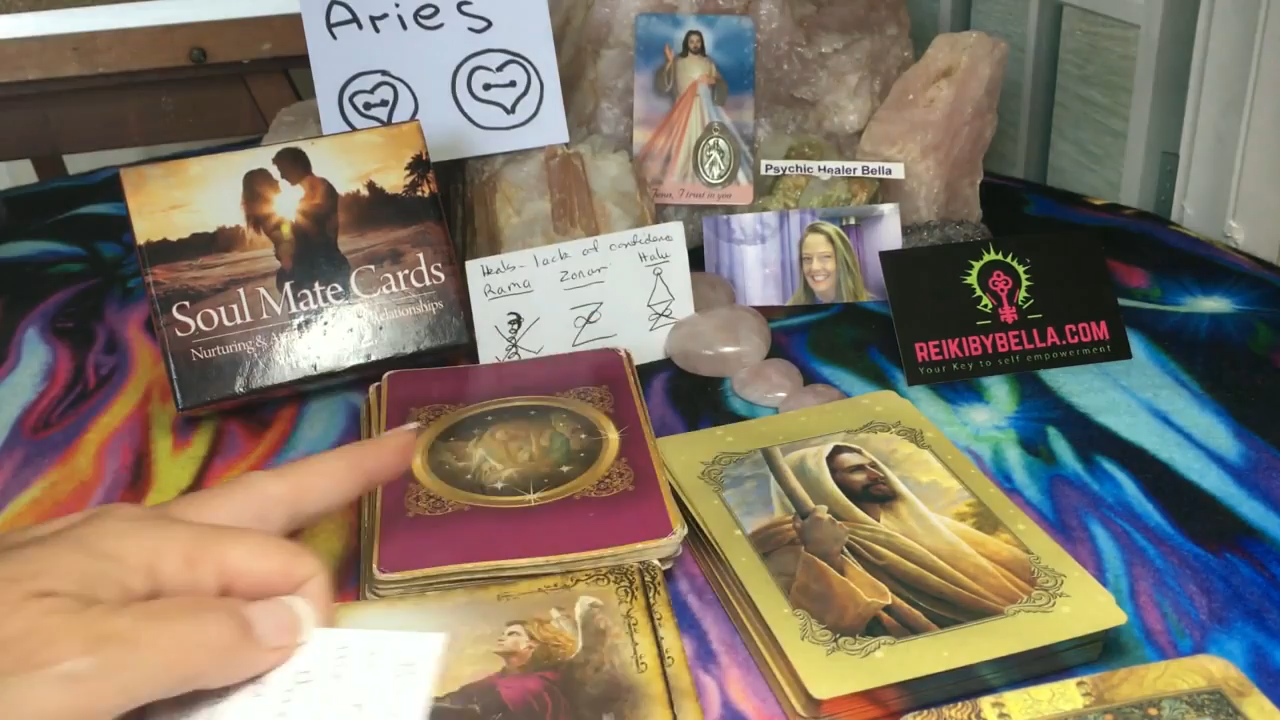 Aries
Jesus, I trust in you
Psychic Healer Bella
Soul Mate Cards
Nurturing & Relationships
Heals - lack of confidence
Rama Zonar Halu
REIKIBYBELLA.COM
Your Key to self empowerment